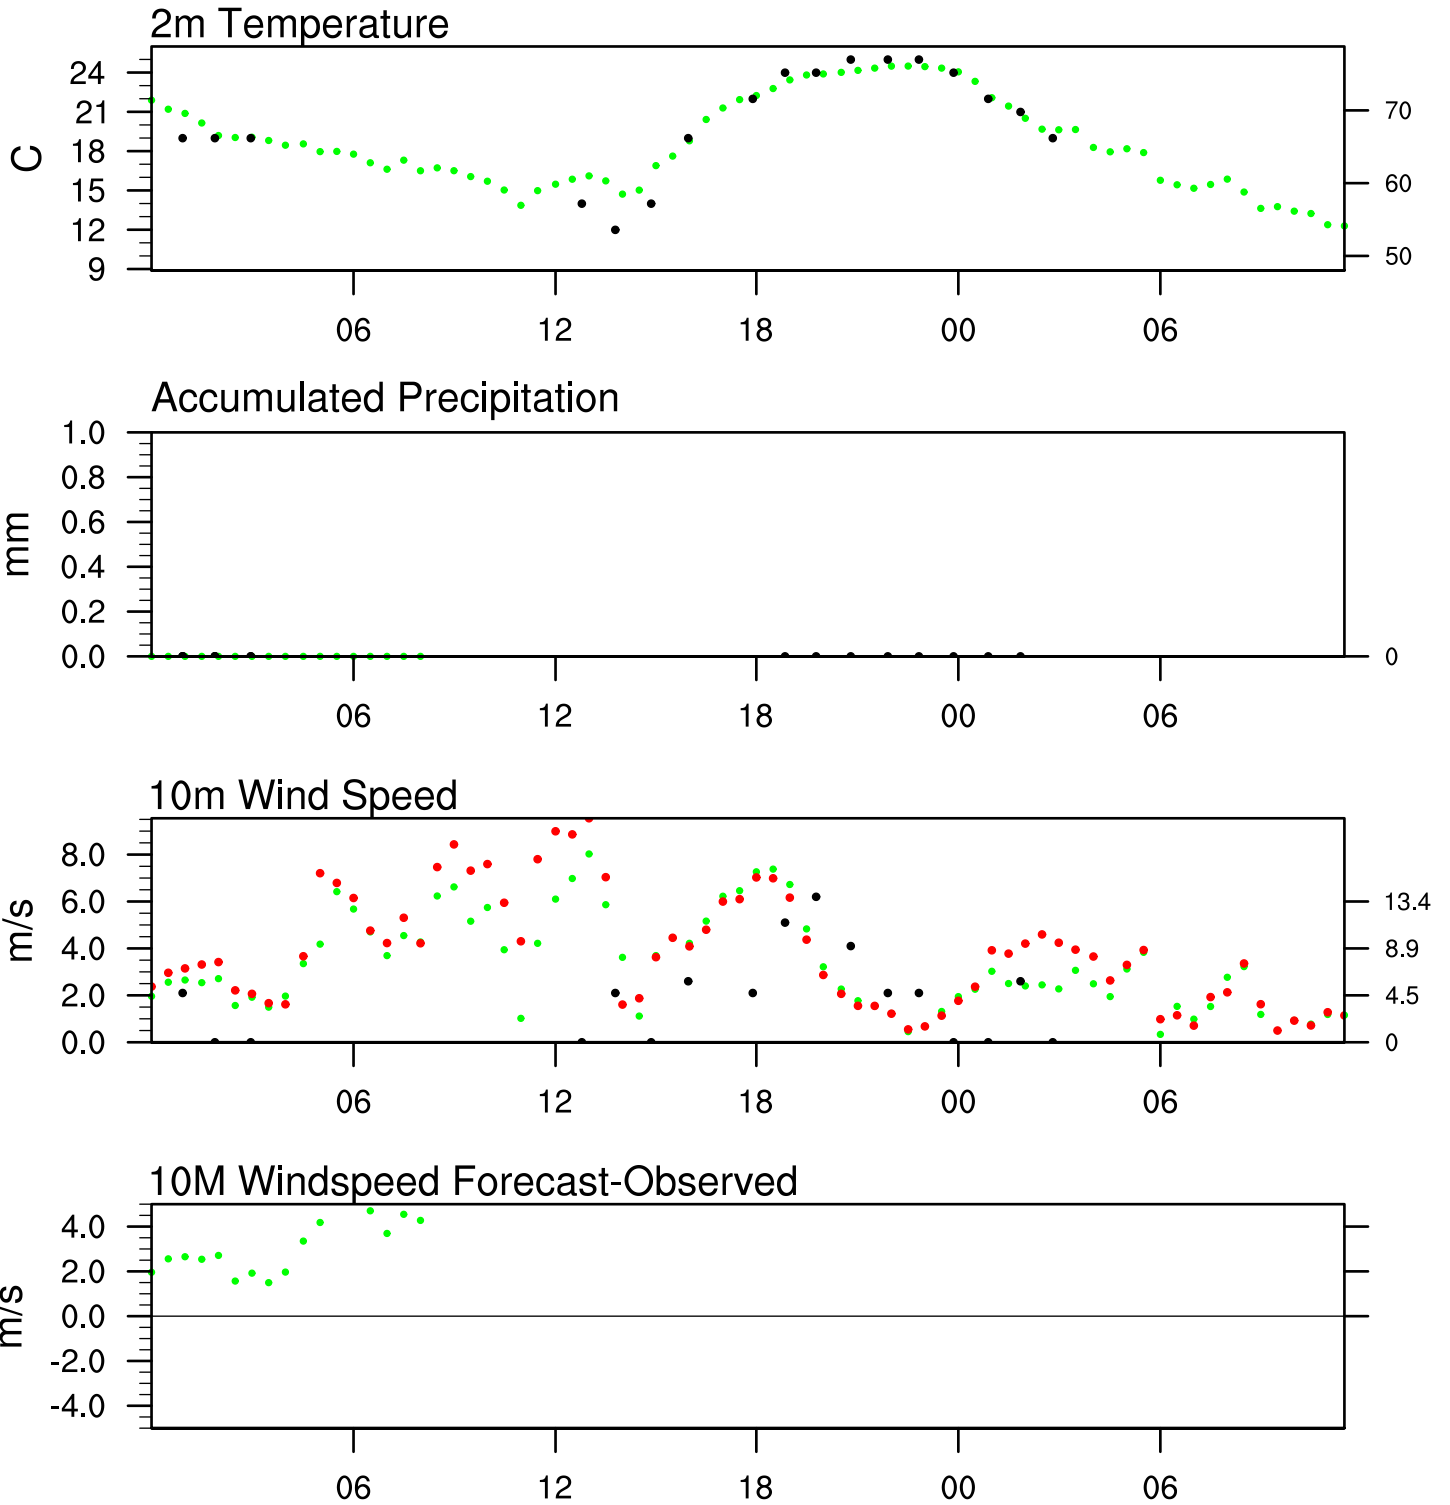 2m Temperature
C
24
21
18
15
12
9
70
60
50
06 12 18 00 06
Accumulated Precipitation
mm
1.0
0.8
0.6
0.4
0.2
0.0
0
06 12 18 00 06
10m Wind Speed
m/s
8.0
6.0
4.0
2.0
0.0
13.4
8.9
4.5
0
06 12 18 00 06
10M Windspeed Forecast-Observed
m/s
4.0
2.0
0.0
-2.0
-4.0
06 12 18 00 06